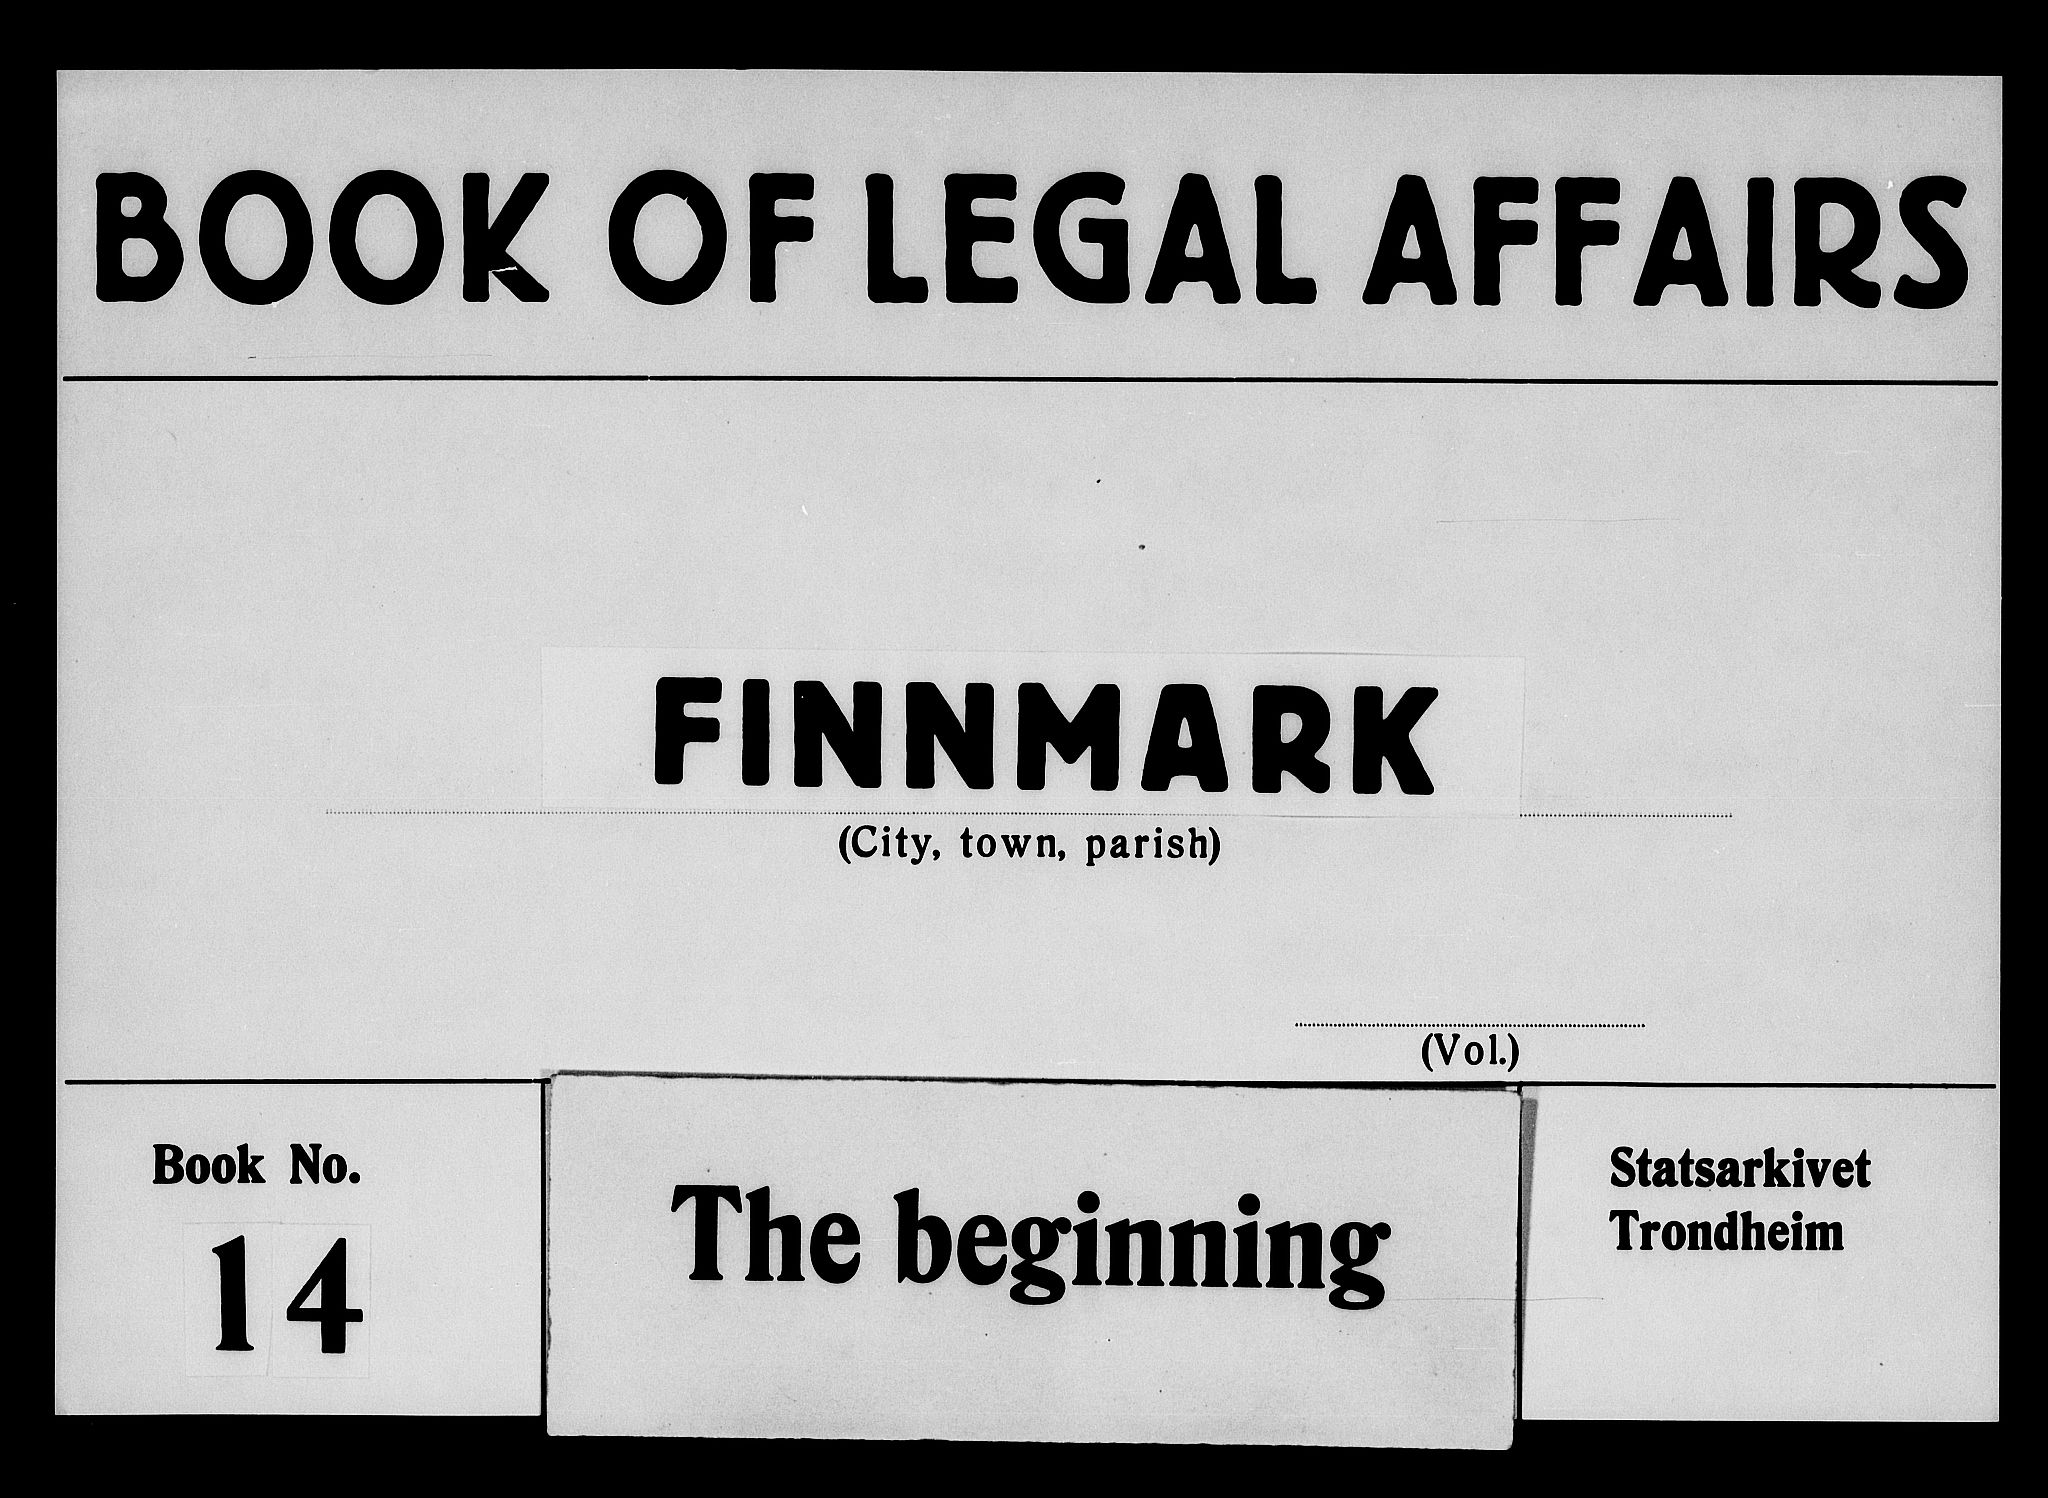 BOOK OF LEGAL AFFAIRS
FINNMARK
(City, town, parish)
(Vol.)
Book No.
14
The beginning
Statsarkivet
Trondheim